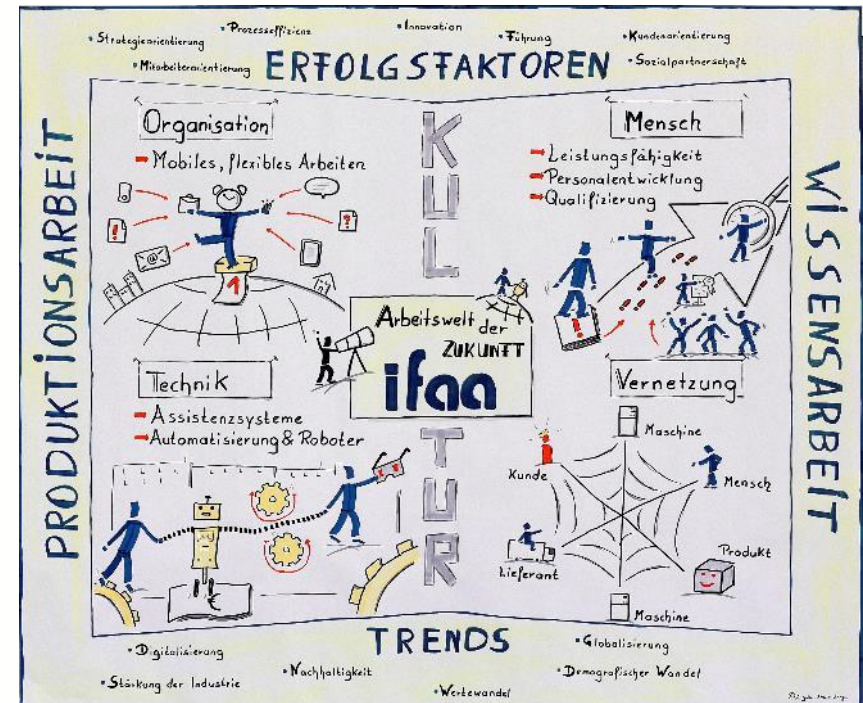 • Strategieorientierung
• Prozesseffizienz
• Innovation
• Führung
• Kundenorientierung
• Mitarbeiterorientierung
• Sozialpartnerschaft
ERFOLGSFAKTOREN
PRODUKTIONSARBEIT
WISSENSARBEIT
KULTUR
Organisation
Mobiles, flexibles Arbeiten
!
@
?
1
Mensch
Leistungsfähigkeit
Personalentwicklung
Qualifizierung
!
Arbeitswelt der
ZUKUNFT
ifaa
Technik
Assistenzsysteme
Automatisierung & Roboter
Vernetzung
Maschine
Kunde
Mensch
Lieferant
Produkt
Maschine
TRENDS
• Digitalisierung
• Globalisierung
• Nachhaltigkeit
• Demografischer Wandel
• Stärkung der Industrie
• Wertewandel